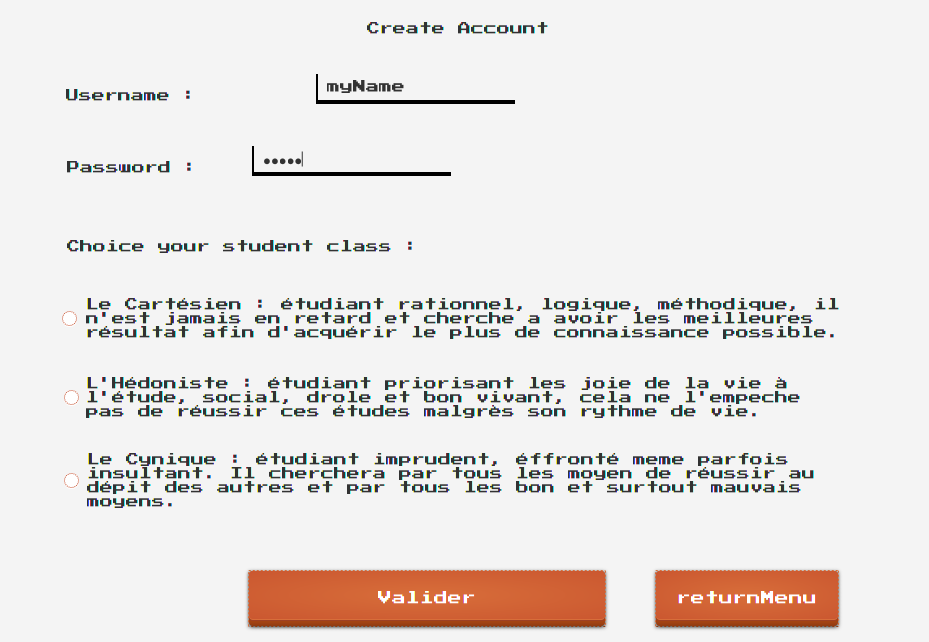 Create Account
Username :
myName
Password :
•••••
Choice your student class :
Le Cartésien : étudiant rationnel, logique, méthodique, il
n'est jamais en retard et cherche a avoir les meilleures
résultat afin d'acquérir le plus de connaissance possible.
L'Hédoniste : étudiant priorisant les joie de la vie à
l'étude, social, drole et bon vivant, cela ne l'empeche
pas de réussir ces études malgrès son rythme de vie.
Le Cynique : étudiant imprudent, éffronté meme parfois
insultant. Il cherchera par tous les moyen de réussir au
dépit des autres et par tous les bon et surtout mauvais
moyens.
Valider
returnMenu